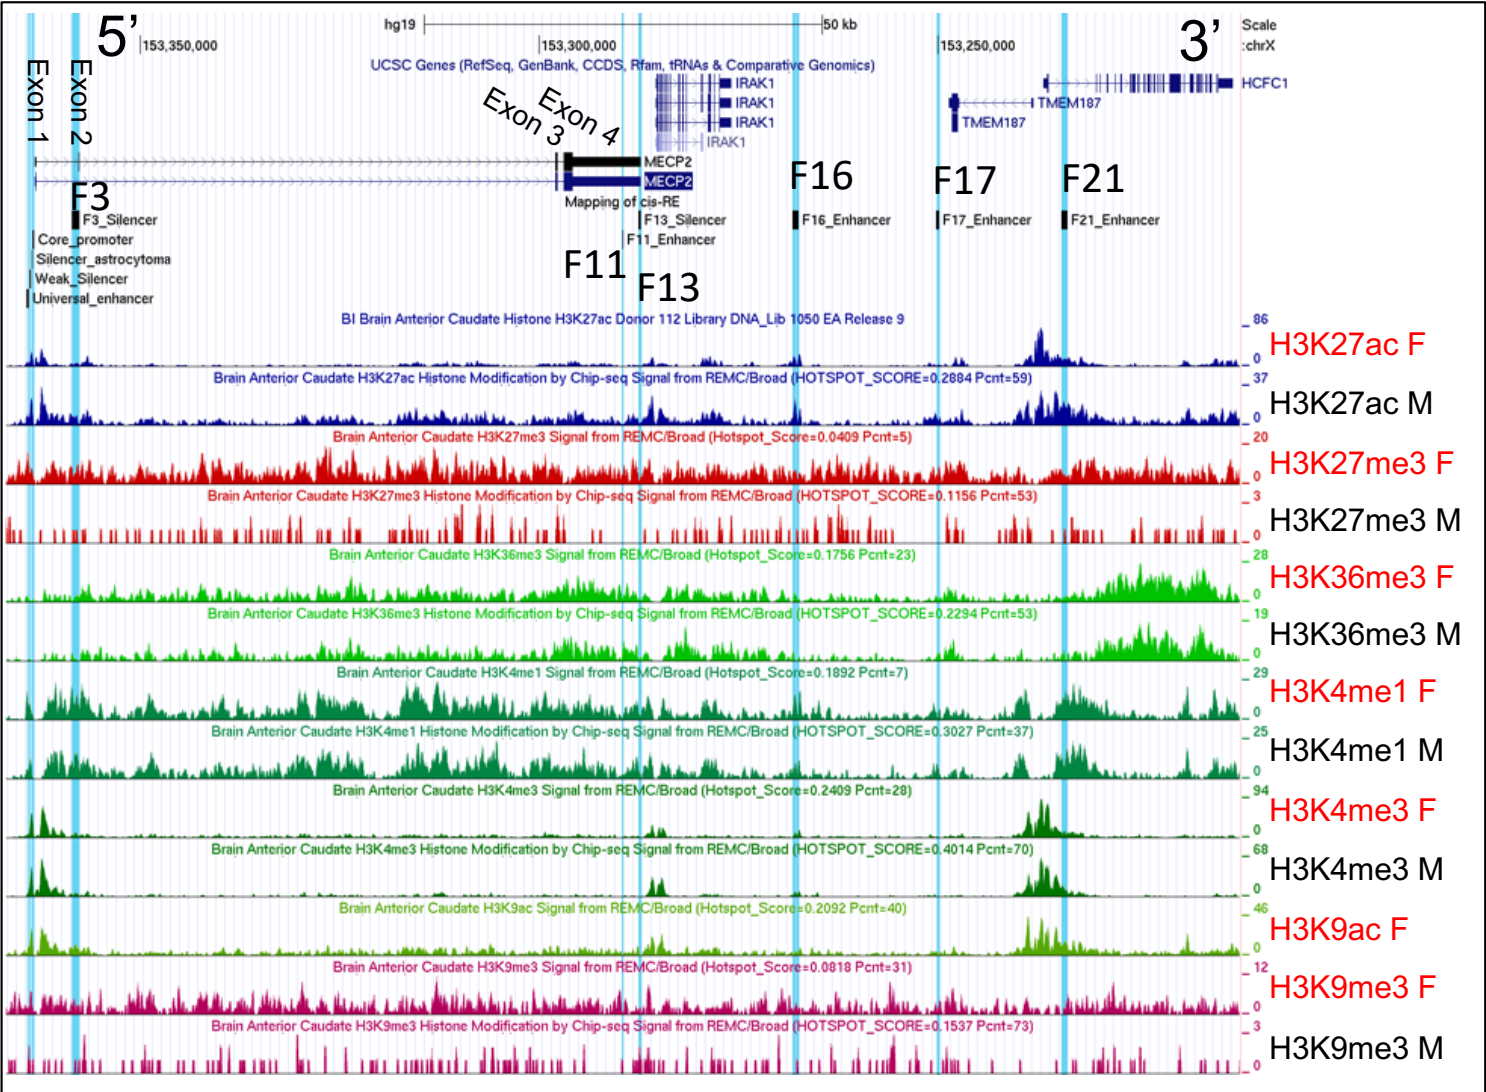 5’
hg19
50 kb
3’
Scale
153,350,000
153,300,000
153,250,000
:chrX
UCSC Genes (RefSeq, GenBank, CCDS, Rfam, tRNAs & Comparative Genomics)
Exon 1
Exon 2
Exon 3
Exon 4
IRAK1
HCFC1
IRAK1
TMEM187
IRAK1
TMEM187
IRAK1
MECP2
MECP2
F3
F16
F17
F21
Mapping of cis-RE
F3_Silencer
F13_Silencer
F16_Enhancer
F17_Enhancer
F21_Enhancer
Core_promoter
F11_Enhancer
Silencer_astrocytoma
F11
Weak_Silencer
F13
Universal_enhancer
BI Brain Anterior Caudate Histone H3K27ac Donor 112 Library DNA_Lib 1050 EA Release 9
86
0
H3K27ac F
Brain Anterior Caudate H3K27ac Histone Modification by Chip-seq Signal from REMC/Broad (HOTSPOT_SCORE=0.2884 Pcnt=59)
37
0
H3K27ac M
Brain Anterior Caudate H3K27me3 Signal from REMC/Broad (Hotspot_Score=0.0409 Pcnt=5)
20
0
H3K27me3 F
Brain Anterior Caudate H3K27me3 Histone Modification by Chip-seq Signal from REMC/Broad (HOTSPOT_SCORE=0.1156 Pcnt=53)
3
0
H3K27me3 M
Brain Anterior Caudate H3K36me3 Signal from REMC/Broad (Hotspot_Score=0.1756 Pcnt=23)
28
0
H3K36me3 F
Brain Anterior Caudate H3K36me3 Histone Modification by Chip-seq Signal from REMC/Broad (HOTSPOT_SCORE=0.2294 Pcnt=53)
19
0
H3K36me3 M
Brain Anterior Caudate H3K4me1 Signal from REMC/Broad (Hotspot_Score=0.1892 Pcnt=7)
29
0
H3K4me1 F
Brain Anterior Caudate H3K4me1 Histone Modification by Chip-seq Signal from REMC/Broad (HOTSPOT_SCORE=0.3027 Pcnt=37)
25
0
H3K4me1 M
Brain Anterior Caudate H3K4me3 Signal from REMC/Broad (Hotspot_Score=0.2409 Pcnt=28)
94
0
H3K4me3 F
Brain Anterior Caudate H3K4me3 Histone Modification by Chip-seq Signal from REMC/Broad (HOTSPOT_SCORE=0.4014 Pcnt=70)
68
0
H3K4me3 M
Brain Anterior Caudate H3K9ac Signal from REMC/Broad (Hotspot_Score=0.2092 Pcnt=40)
46
0
H3K9ac F
Brain Anterior Caudate H3K9me3 Signal from REMC/Broad (Hotspot_Score=0.0818 Pcnt=31)
12
0
H3K9me3 F
Brain Anterior Caudate H3K9me3 Histone Modification by Chip-seq Signal from REMC/Broad (HOTSPOT_SCORE=0.1537 Pcnt=73)
3
0
H3K9me3 M